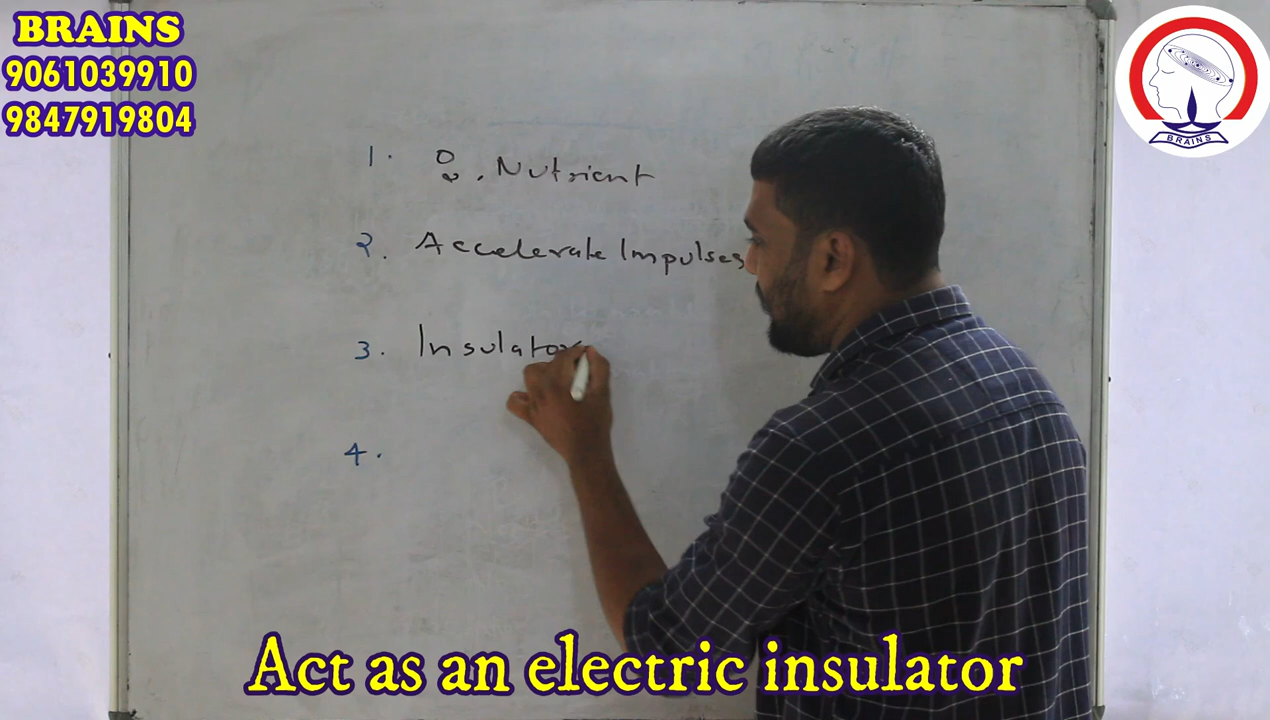 BRAINS
9061039910
9847919804
BRAINS
1. O₂, Nutrient
2. Accelerate Impulses
3. Insulator
4.
Act as an electric insulator